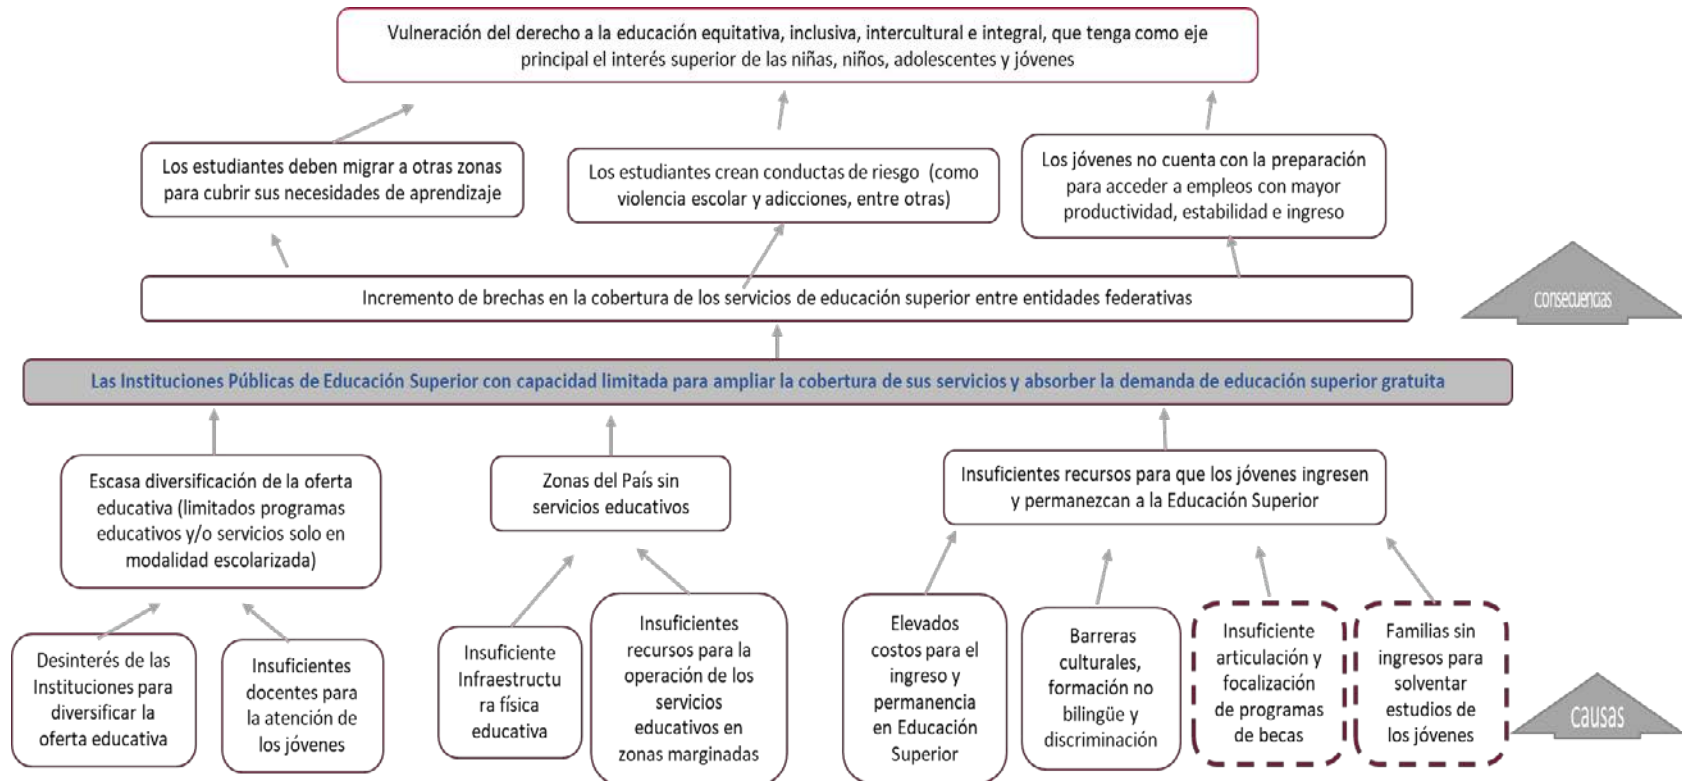 Vulneración del derecho a la educación equitativa, inclusiva, intercultural e integral, que tenga como eje
principal el interés superior de las niñas, niños, adolescentes y jóvenes
Los estudiantes deben migrar a otras zonas
para cubrir sus necesidades de aprendizaje
Los estudiantes crean conductas de riesgo (como
violencia escolar y adicciones, entre otras)
Los jóvenes no cuenta con la preparación
para acceder a empleos con mayor
productividad, estabilidad e ingreso
Incremento de brechas en la cobertura de los servicios de educación superior entre entidades federativas
consecuencias
Las Instituciones Públicas de Educación Superior con capacidad limitada para ampliar la cobertura de sus servicios y absorber la demanda de educación superior gratuita
Escasa diversificación de la oferta
educativa (limitados programas
educativos y/o servicios solo en
modalidad escolarizada)
Zonas del País sin
servicios educativos
Insuficientes recursos para que los jóvenes ingresen
y permanezcan a la Educación Superior
Desinterés de las
Instituciones para
diversificar la
oferta educativa
Insuficientes
docentes para
la atención de
los jóvenes
Insuficiente
Infraestructu
ra física
educativa
Insuficientes
recursos para la
operación de los
servicios
educativos en
zonas marginadas
Elevados
costos para el
ingreso y
permanencia
en Educación
Superior
Barreras
culturales,
formación no
bilingüe y
discriminación
Insuficiente
articulación y
focalización
de programas
de becas
Familias sin
ingresos para
solventar
estudios de
los jóvenes
causas